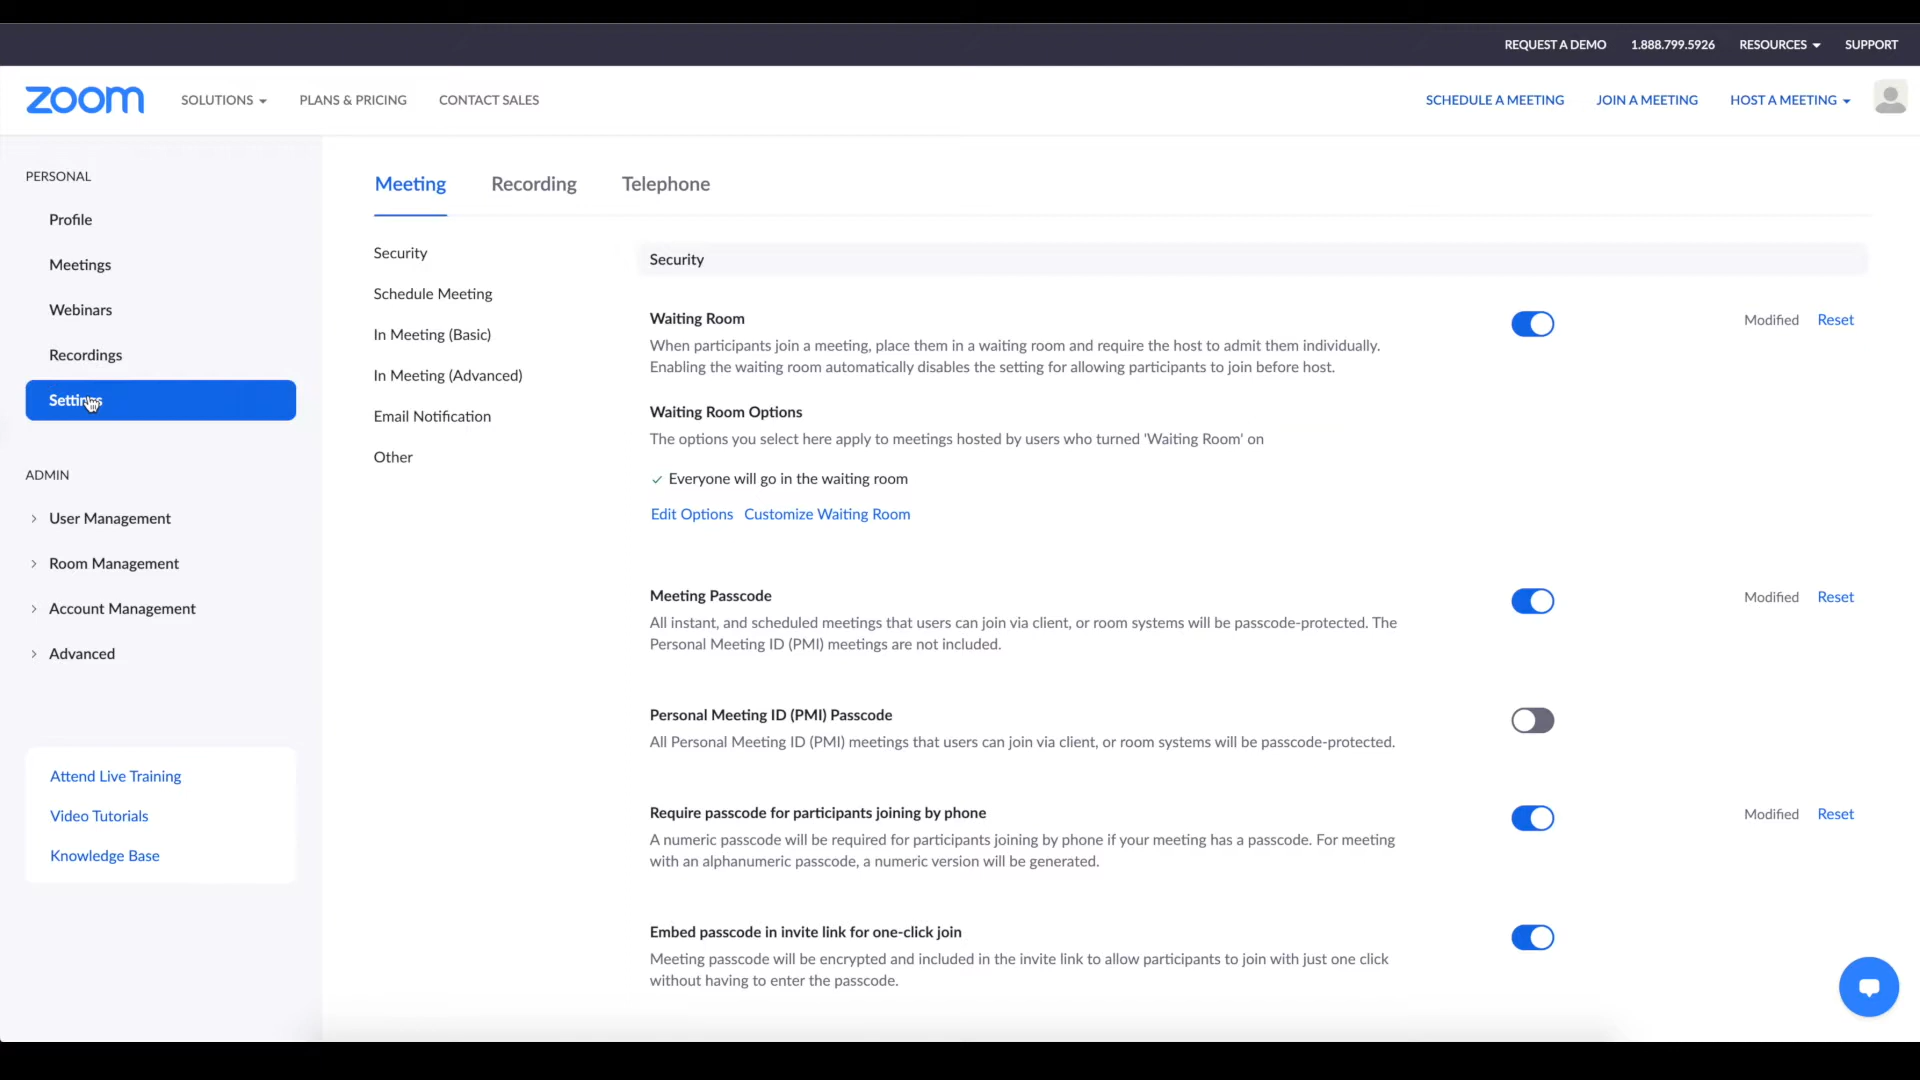 REQUEST A DEMO 1.888.799.5926 RESOURCES SUPPORT
zoom SOLUTIONS PLANS & PRICING CONTACT SALES SCHEDULE A MEETING JOIN A MEETING HOST A MEETING
PERSONAL
Profile
Meetings
Webinars
Recordings
Settings
ADMIN
User Management
Room Management
Account Management
Advanced
Attend Live Training
Video Tutorials
Knowledge Base
Meeting Recording Telephone
Security
Schedule Meeting
In Meeting (Basic)
In Meeting (Advanced)
Email Notification
Other
Security
Waiting Room Modified Reset
When participants join a meeting, place them in a waiting room and require the host to admit them individually.
Enabling the waiting room automatically disables the setting for allowing participants to join before host.
Waiting Room Options
The options you select here apply to meetings hosted by users who turned 'Waiting Room' on
Everyone will go in the waiting room
Edit Options Customize Waiting Room
Meeting Passcode Modified Reset
All instant, and scheduled meetings that users can join via client, or room systems will be passcode-protected. The
Personal Meeting ID (PMI) meetings are not included.
Personal Meeting ID (PMI) Passcode
All Personal Meeting ID (PMI) meetings that users can join via client, or room systems will be passcode-protected.
Require passcode for participants joining by phone Modified Reset
A numeric passcode will be required for participants joining by phone if your meeting has a passcode. For meeting
with an alphanumeric passcode, a numeric version will be generated.
Embed passcode in invite link for one-click join
Meeting passcode will be encrypted and included in the invite link to allow participants to join with just one click
without having to enter the passcode.